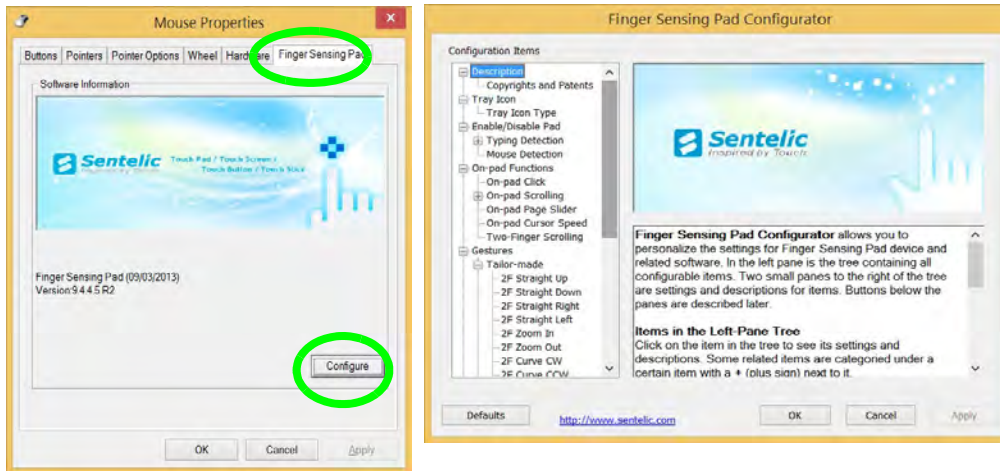 Mouse Properties
Buttons Pointers Pointer Options Wheel Hardware Finger Sensing Pad
Software Information
Sentelic
Inspired by Touch
Touch Pad / Touch Screen /
Touch Button / Touch Stick
Finger Sensing Pad (09/03/2013)
Version:9.4.4.5 R2
Configure
OK Cancel Apply
Finger Sensing Pad Configurator
Configuration Items
Description
Copyrights and Patents
Tray Icon
Tray Icon Type
Enable/Disable Pad
Typing Detection
Mouse Detection
On-pad Functions
On-pad Click
On-pad Scrolling
On-pad Page Slider
On-pad Cursor Speed
Two-Finger Scrolling
Gestures
Tailor-made
2F Straight Up
2F Straight Down
2F Straight Right
2F Straight Left
2F Zoom In
2F Zoom Out
2F Curve CW
2F Curve CCW
Sentelic
Inspired by Touch
Finger Sensing Pad Configurator allows you to
personalize the settings for Finger Sensing Pad device and
related software. In the left pane is the tree containing all
configurable items. Two small panes to the right of the tree
are settings and descriptions for items. Buttons below the
panes are described later.
Items in the Left-Pane Tree
Click on the item in the tree to see its settings and
descriptions. Some related items are categoried under a
certain item with a + (plus sign) next to it.
Defaults http://www.sentelic.com OK Cancel Apply